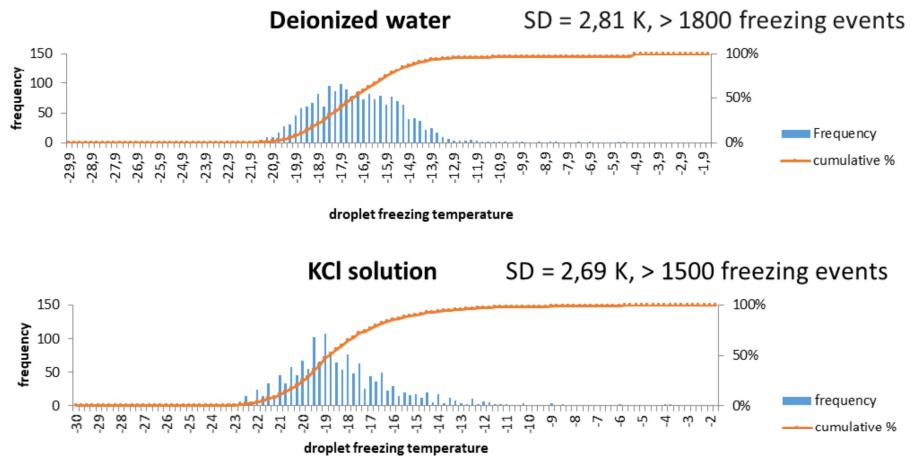 Deionized water SD = 2,81 K, > 1800 freezing events
150
100
50
0
frequency
100%
50%
0%
-29,9 -28,9 -27,9 -26,9 -25,9 -24,9 -23,9 -22,9 -21,9 -20,9 -19,9 -18,9 -17,9 -16,9 -15,9 -14,9 -13,9 -12,9 -11,9 -10,9 -9,9 -8,9 -7,9 -6,9 -5,9 -4,9 -3,9 -2,9 -1,9
droplet freezing temperature
Frequency
cumulative %
KCl solution SD = 2,69 K, > 1500 freezing events
150
100
50
0
frequency
100%
50%
0%
-30 -28 -27 -26 -25 -24 -23 -22 -21 -20 -19 -18 -17 -16 -15 -14 -13 -12 -11 -10 -9 -8 -7 -6 -5 -4 -3 -2
droplet freezing temperature
frequency
cumulative %